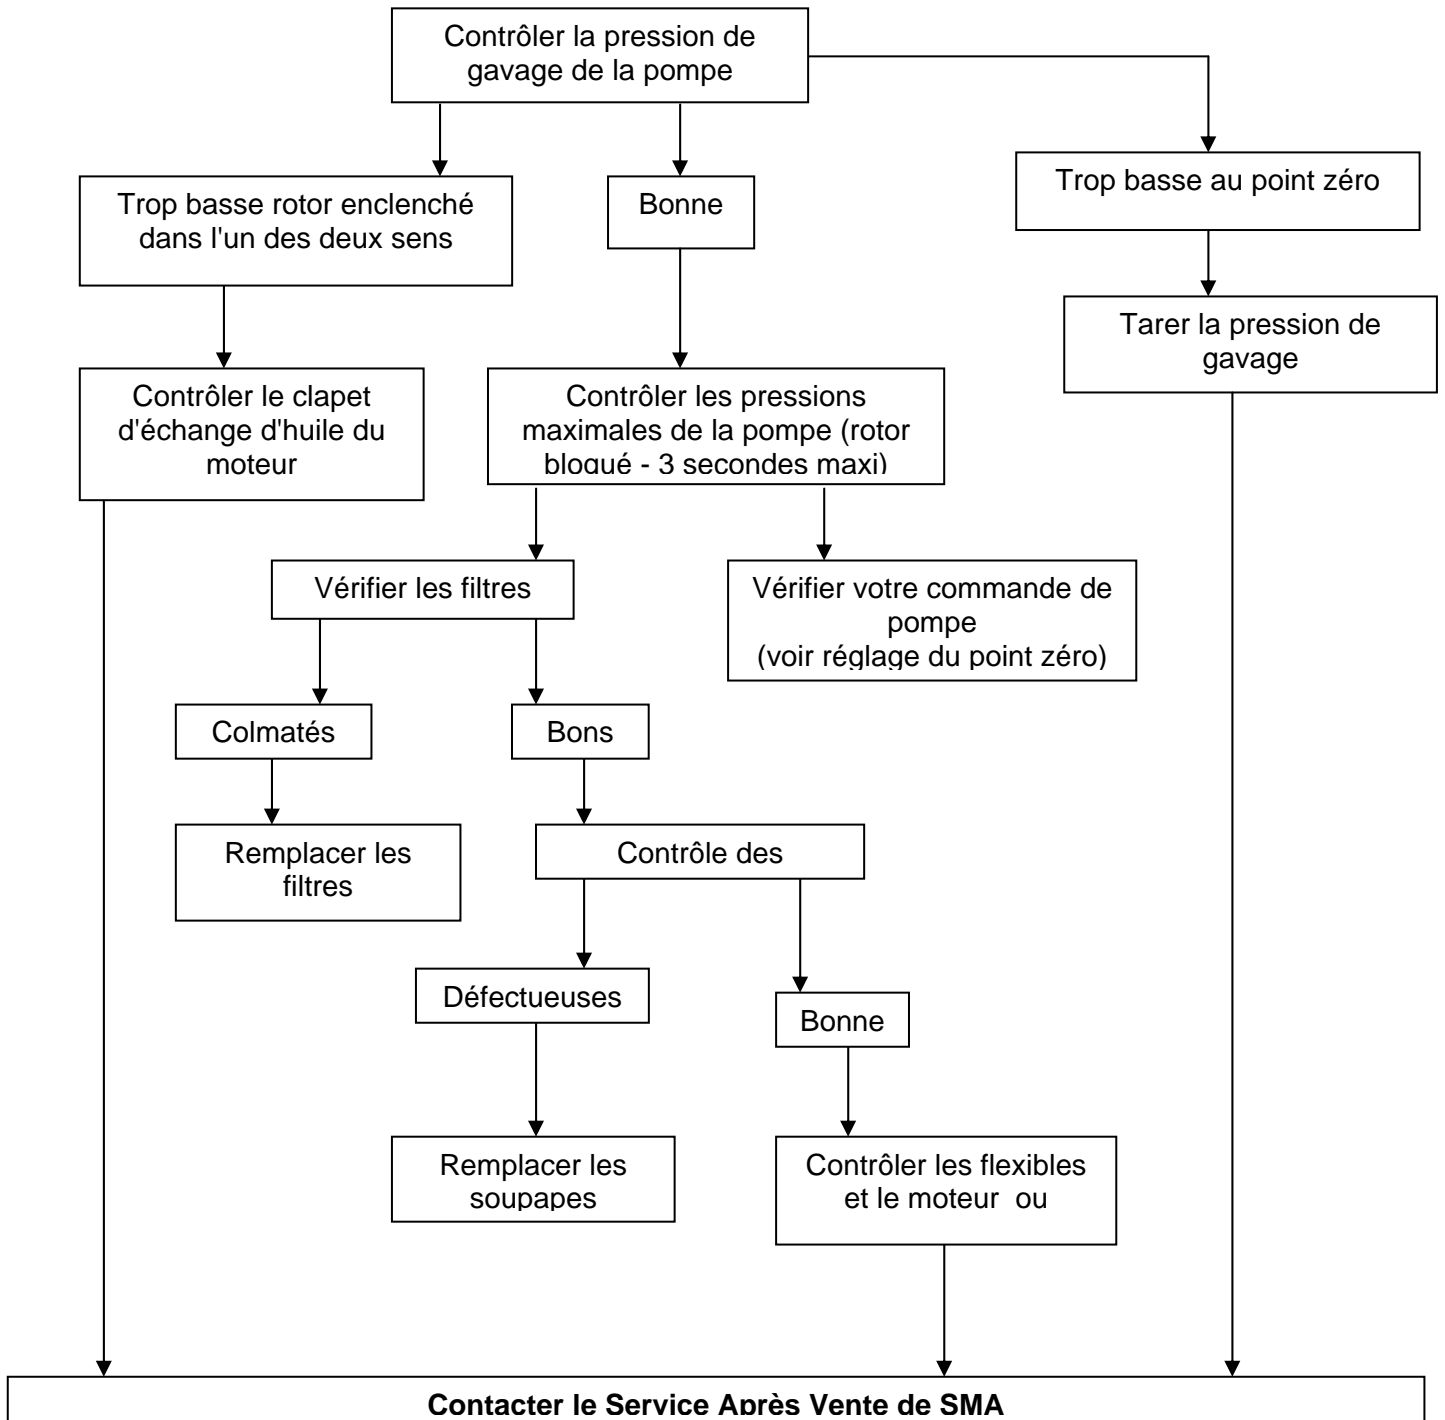 Contrôler la pression de
gavage de la pompe
Trop basse rotor enclenché
dans l'un des deux sens
Bonne
Trop basse au point zéro
Tarer la pression de
gavage
Contrôler le clapet
d'échange d'huile du
moteur
Contrôler les pressions
maximales de la pompe (rotor
bloqué - 3 secondes maxi)
Vérifier les filtres
Vérifier votre commande de
pompe
(voir réglage du point zéro)
Colmatés
Bons
Remplacer les
filtres
Contrôle des
Défectueuses
Bonne
Remplacer les
soupapes
Contrôler les flexibles
et le moteur ou
Contacter le Service Après Vente de SMA